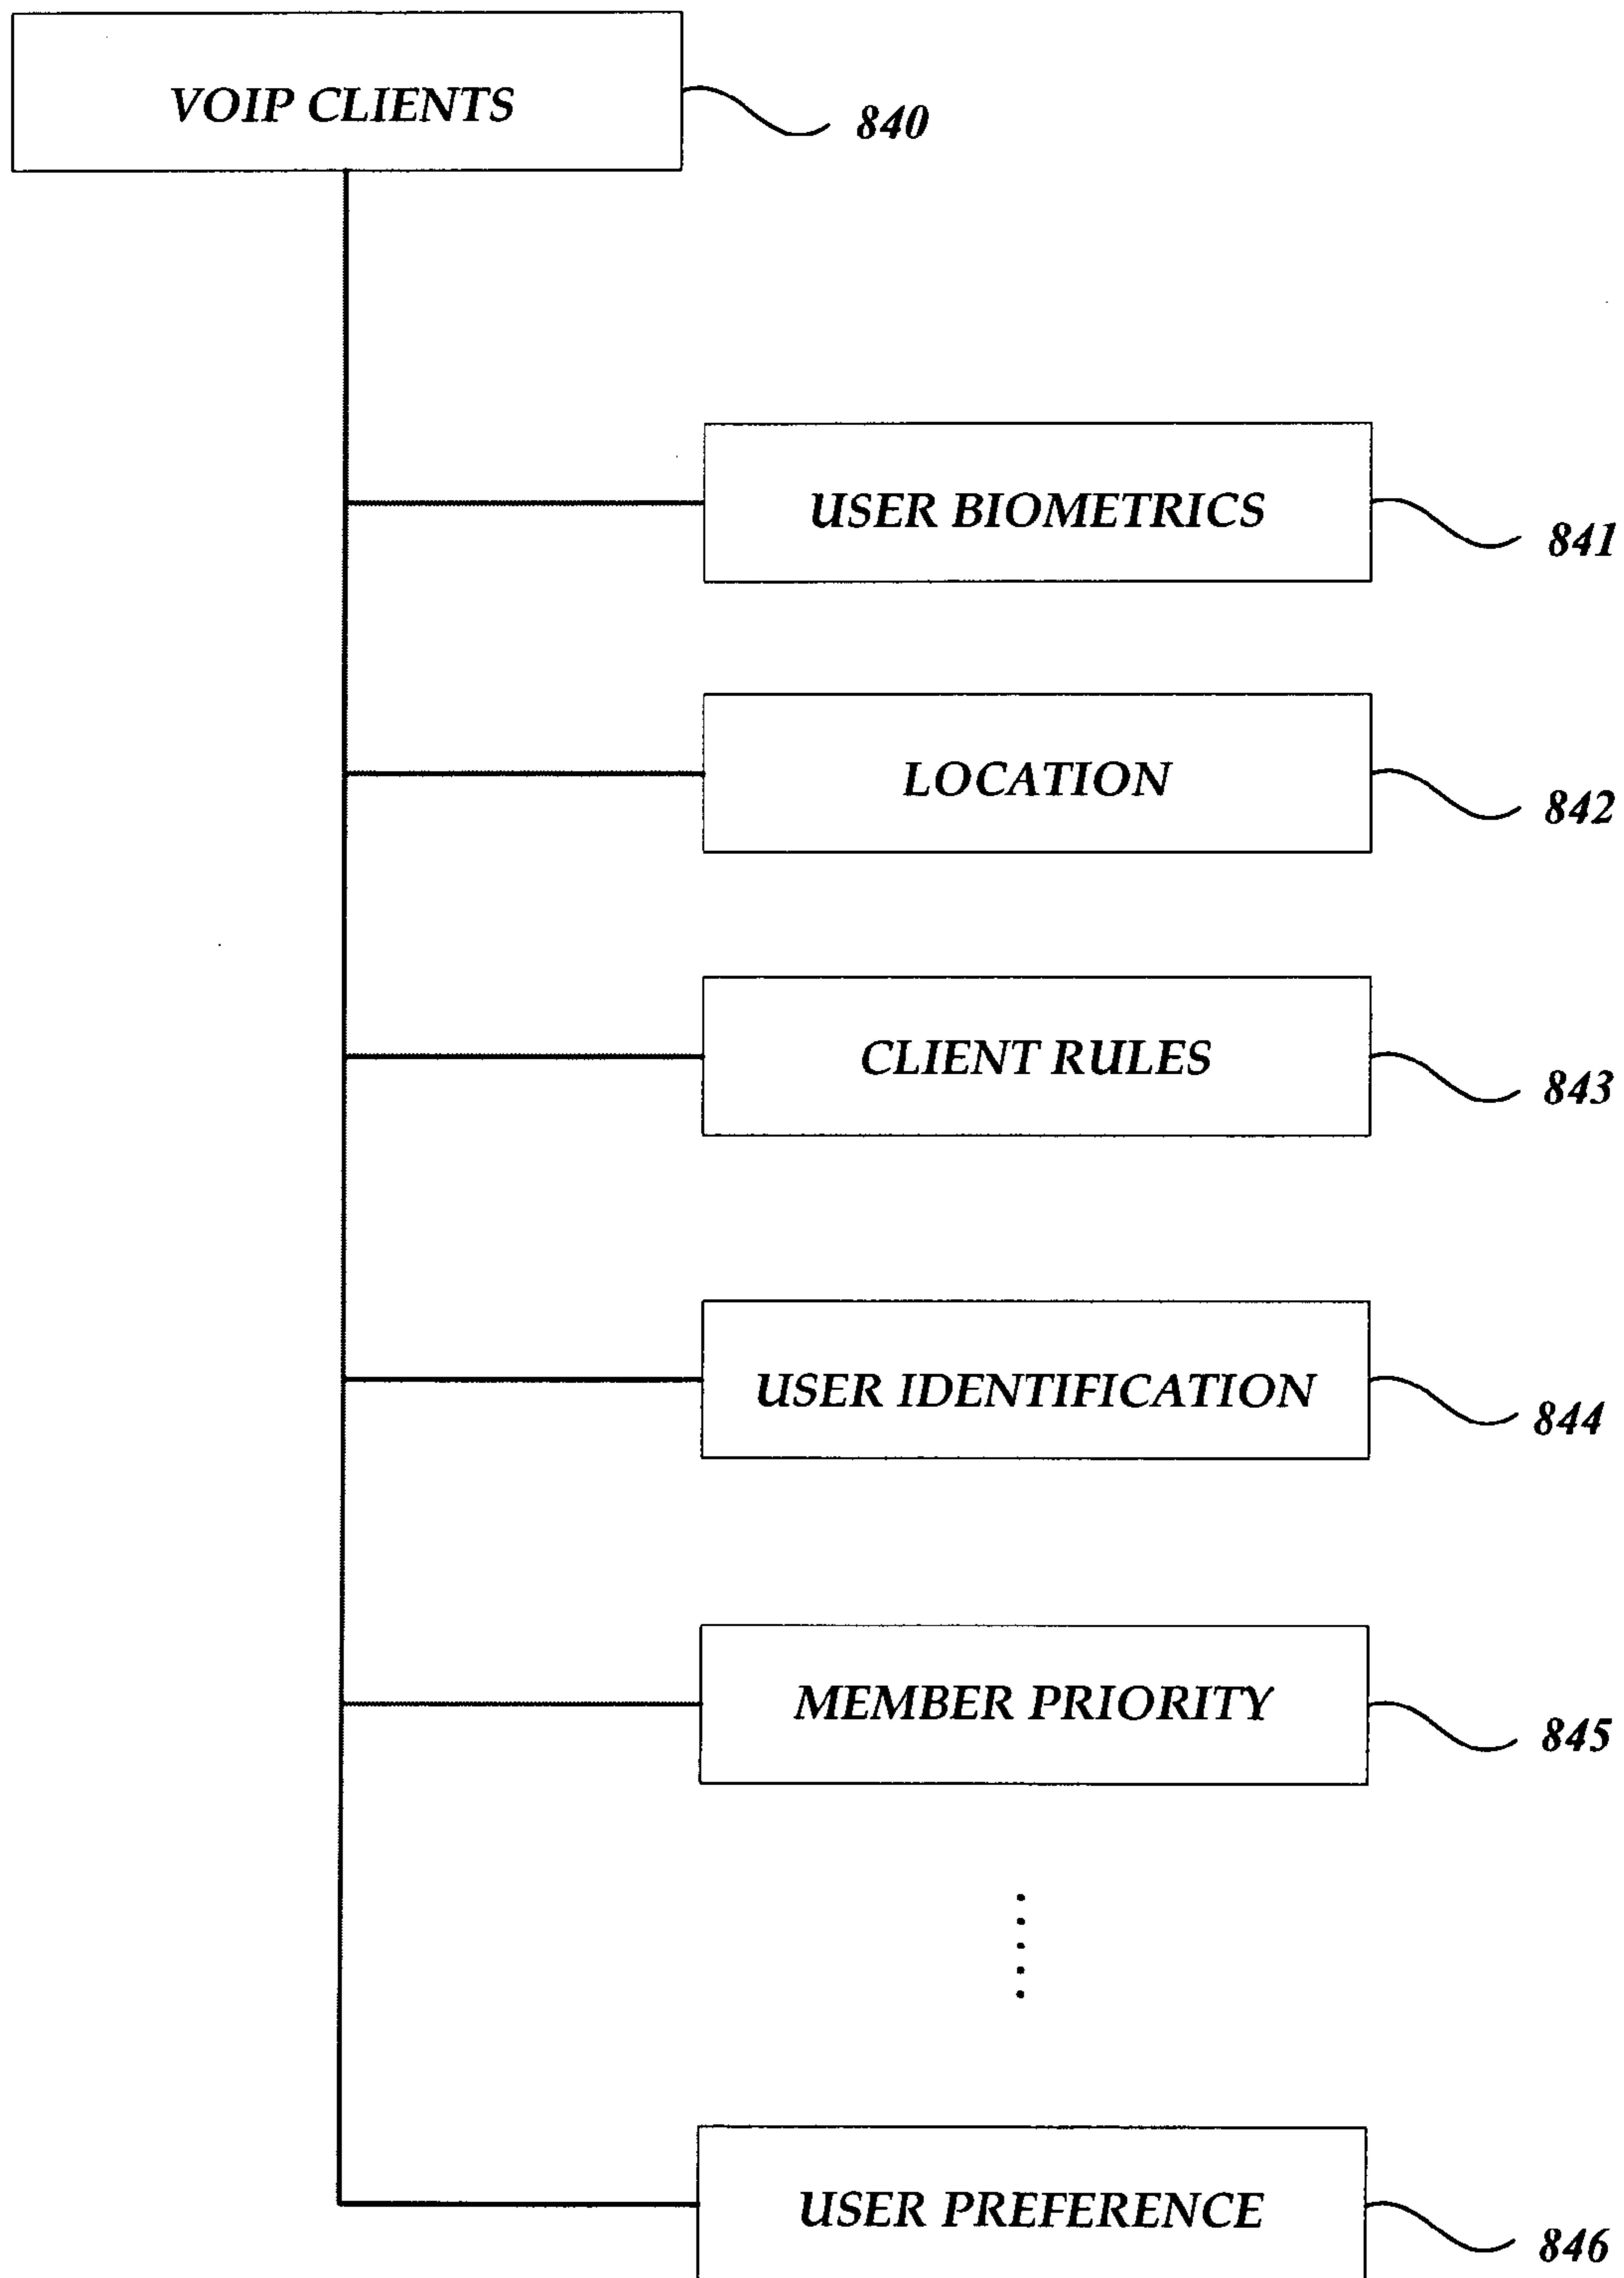 VOIP CLIENTS
840
USER BIOMETRICS
841
LOCATION
842
CLIENT RULES
843
USER IDENTIFICATION
844
MEMBER PRIORITY
845
USER PREFERENCE
846